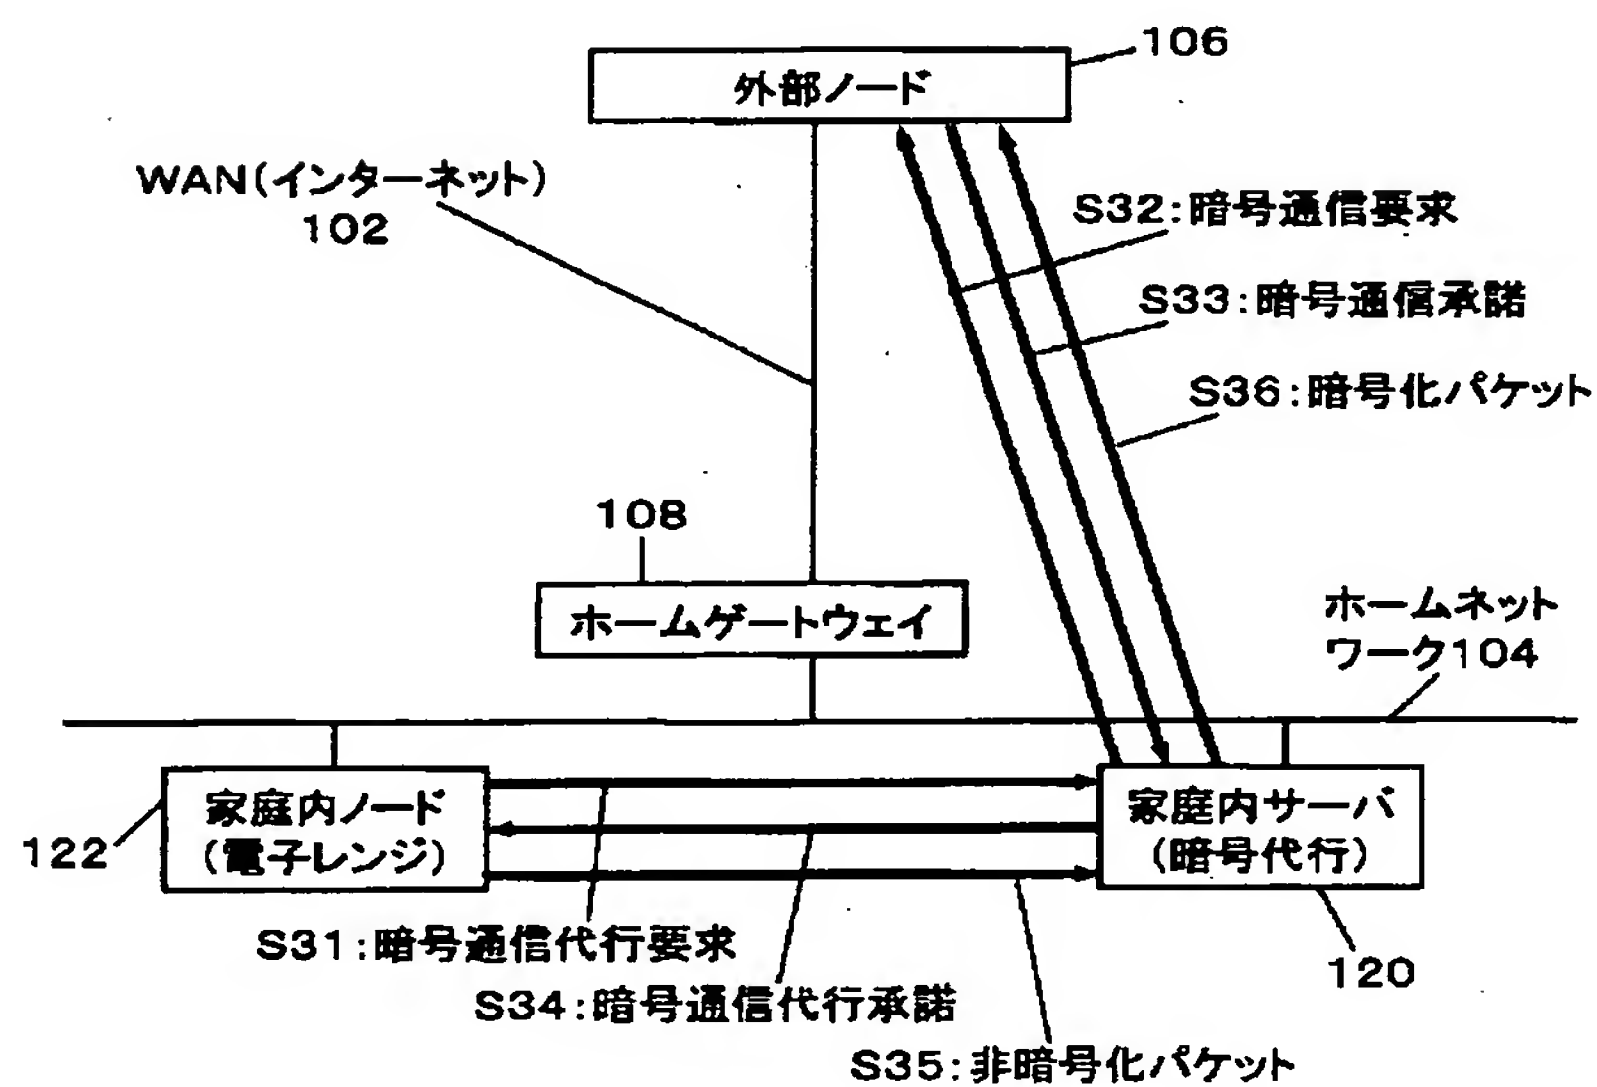 106
外部ノード
WAN(インターネット)
102
S32:暗号通信要求
S33:暗号通信承諾
S36:暗号化パケット
108
ホームゲートウェイ
ホームネット
ワーク104
家庭内ノード
(電子レンジ)
122
家庭内サーバ
(暗号代行)
120
S31:暗号通信代行要求
S34:暗号通信代行承諾
S35:非暗号化パケット